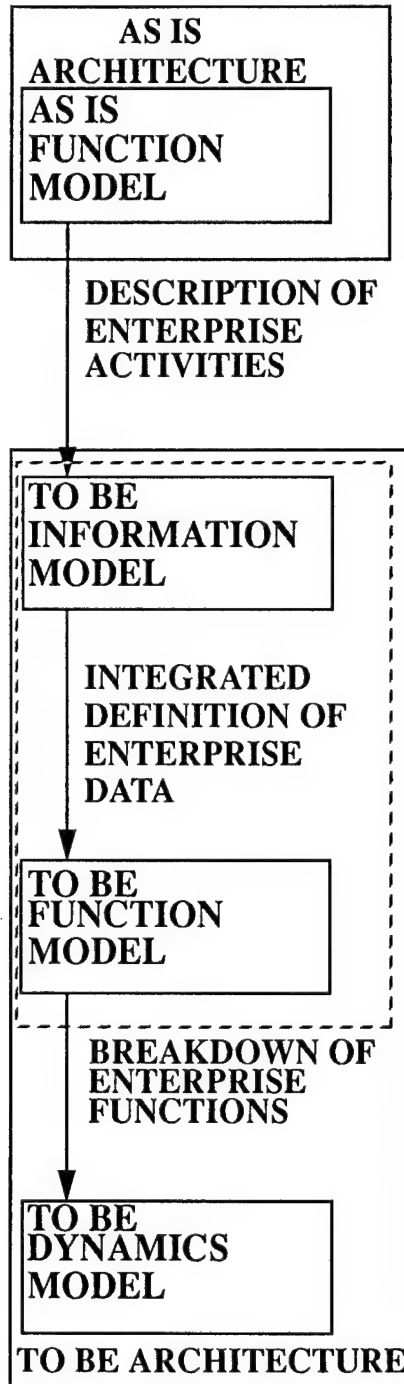 AS IS
ARCHITECTURE
AS IS
FUNCTION
MODEL
DESCRIPTION OF
ENTERPRISE
ACTIVITIES
TO BE
INFORMATION
MODEL
INTEGRATED
DEFINITION OF
ENTERPRISE
DATA
TO BE
FUNCTION
MODEL
BREAKDOWN OF
ENTERPRISE
FUNCTIONS
TO BE
DYNAMICS
MODEL
TO BE ARCHITECTURE